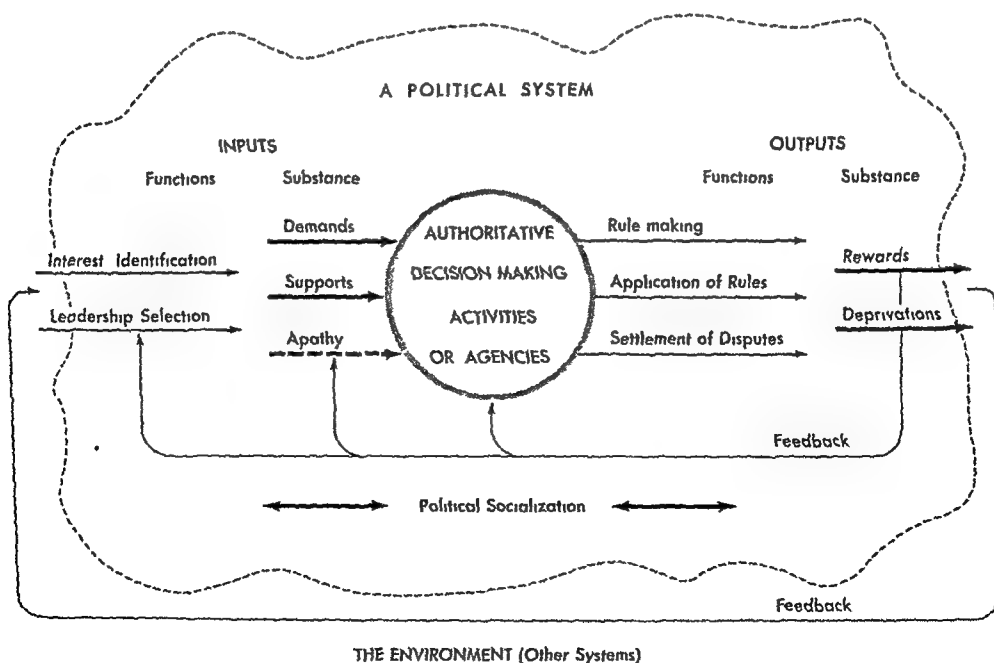 A POLITICAL SYSTEM
INPUTS
OUTPUTS
Functions
Substance
Functions
Substance
Demands
Supports
Apathy
Interest Identification
Leadership Selection
AUTHORITATIVE
DECISION MAKING
ACTIVITIES
OR AGENCIES
Rule making
Application of Rules
Settlement of Disputes
Rewards
Deprivations
Feedback
Political Socialization
Feedback
THE ENVIRONMENT (Other Systems)